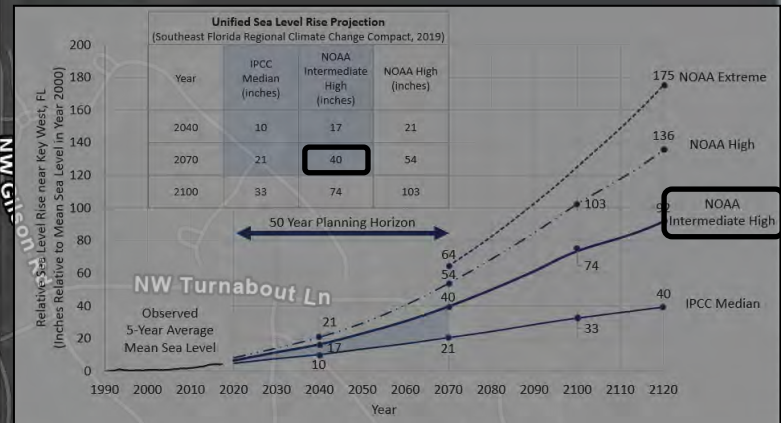 Unified Sea Level Rise Projection
(Southeast Florida Regional Climate Change Compact, 2019)
Year
IPCC
Median
(inches)
NOAA
Intermediate
High
(inches)
NOAA High
(inches)
2040 10 17 21
2070 21 40 54
2100 33 74 103
50 Year Planning Horizon
Relative Sea Level Rise near Key West, FL
(Inches Relative to Mean Sea Level in Year 2000)
200
180
160
140
120
100
80
60
40
20
0
1990 2000 2010 2020 2030 2040 2050 2060 2070 2080 2090 2100 2110 2120
Year
Observed
5-Year Average
Mean Sea Level
175 NOAA Extreme
136 NOAA High
103
92 NOAA
Intermediate High
74
64
54
40
40 IPCC Median
33
21
21
17
10
NW Gilson Rd
NW Turnabout Ln